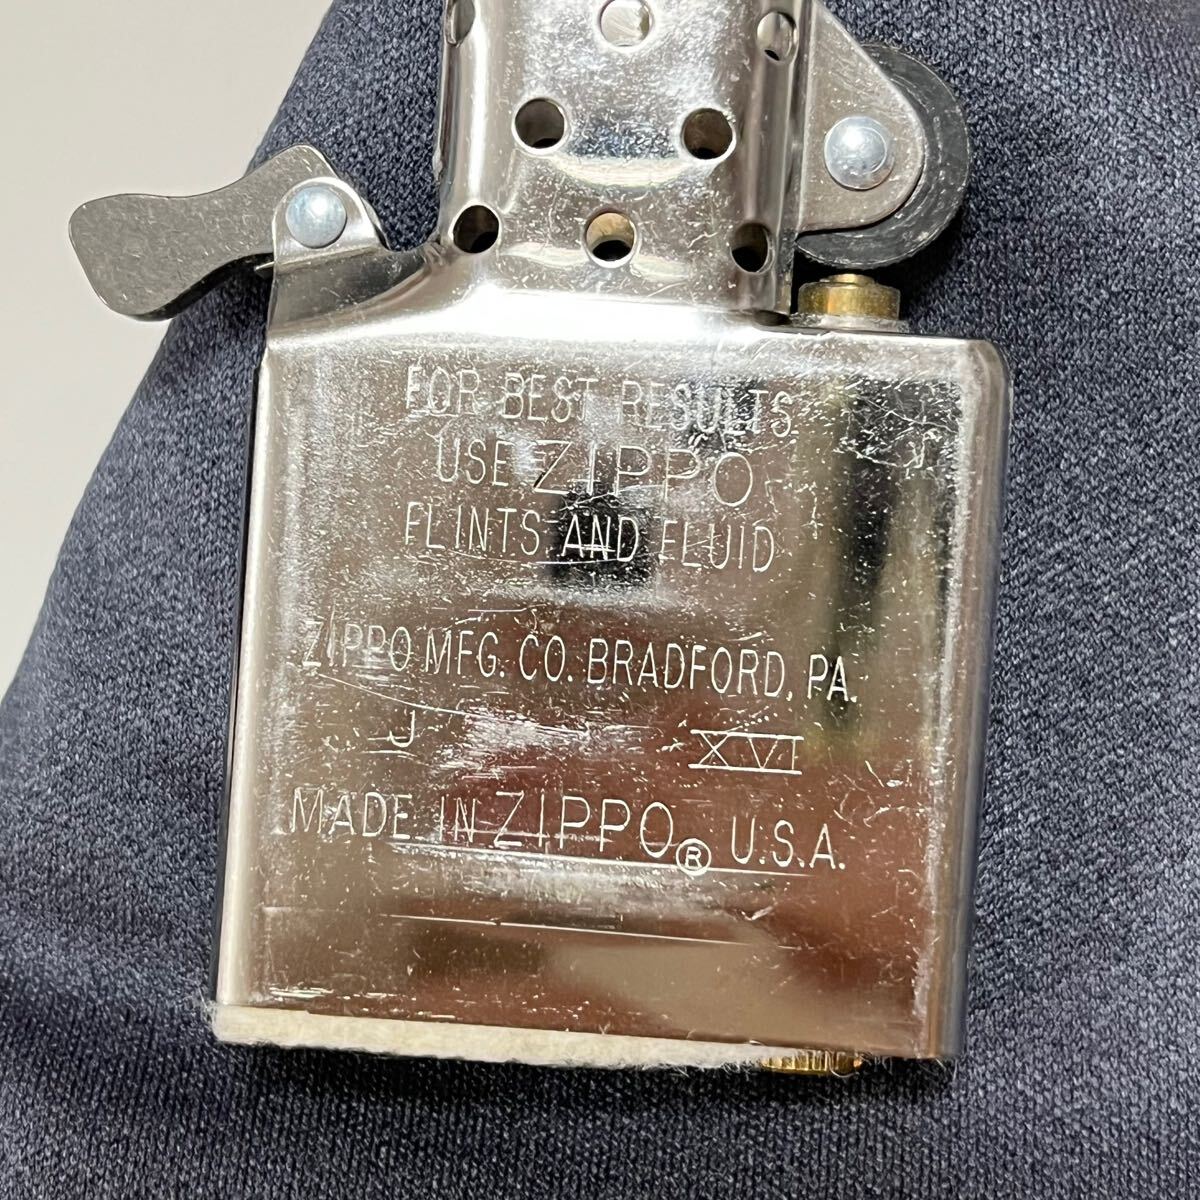 FOR BEST RESULTS
USE ZIPPO
FLINTS AND FLUID
ZIPPO MFG. CO. BRADFORD, PA.
J XVI
MADE IN ZIPPO® U.S.A.